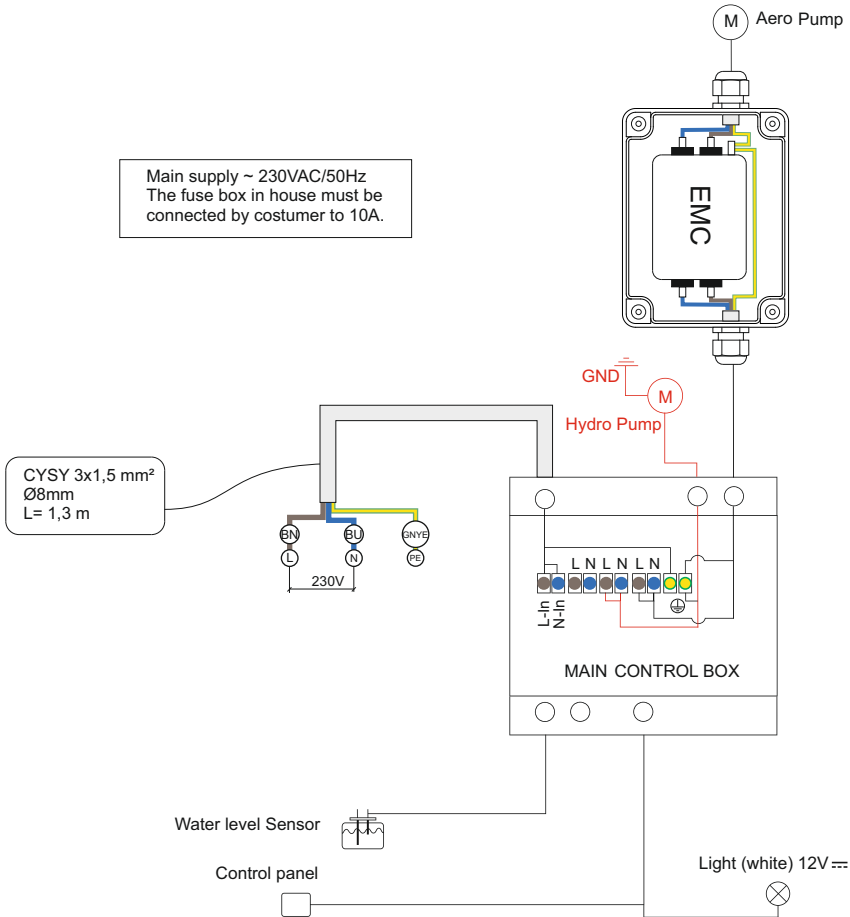 M
Aero Pump
Main supply ~ 230VAC/50Hz
The fuse box in house must be
connected by costumer to 10A.
EMC
GND
M
Hydro Pump
CYSY 3x1,5 mm²
Ø8mm
L= 1,3 m
BN
BU
GNYE
L
N
PE
230V
L N L N L N
L-In
N-In
MAIN CONTROL BOX
Water level Sensor
Control panel
Light (white) 12V